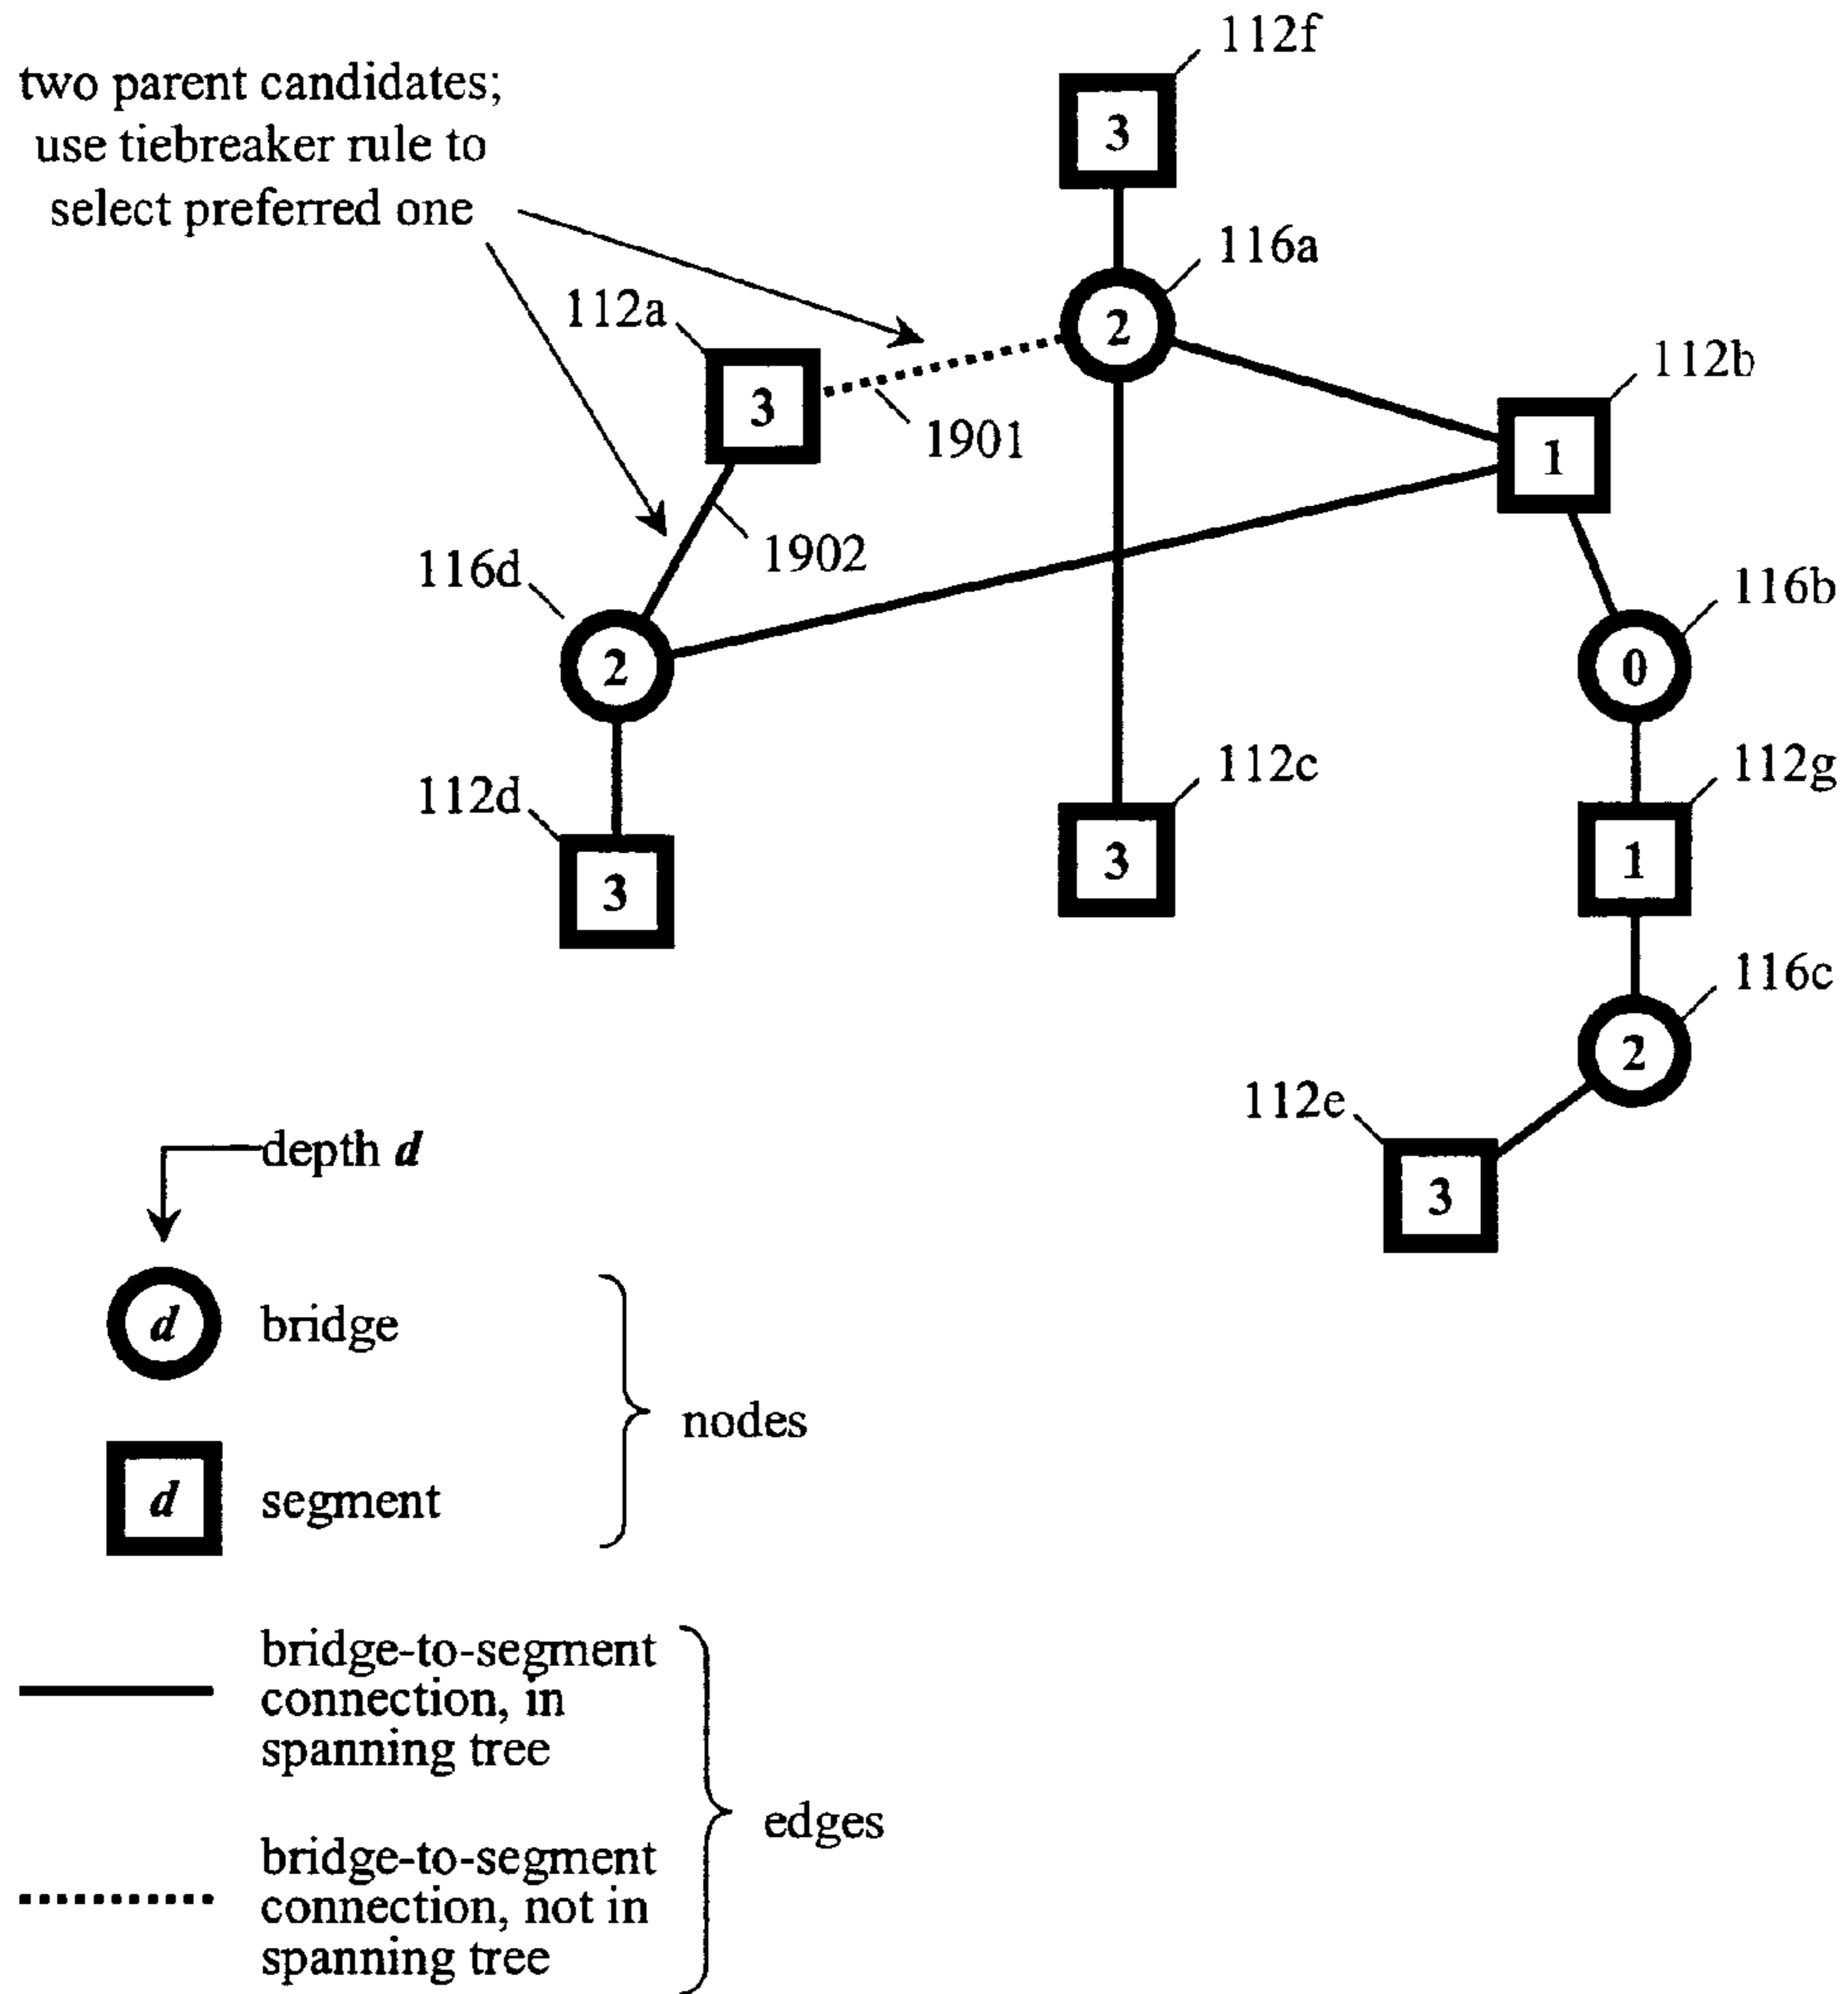 two parent candidates;
use tiebreaker rule to
select preferred one
112f
3
116a
2
112a
3
1901
112b
1
1902
116d
2
116b
0
112d
3
112c
3
112g
1
116c
2
112e
3
depth d
d
bridge
d
segment
nodes
bridge-to-segment
connection, in
spanning tree
edges
bridge-to-segment
connection, not in
spanning tree